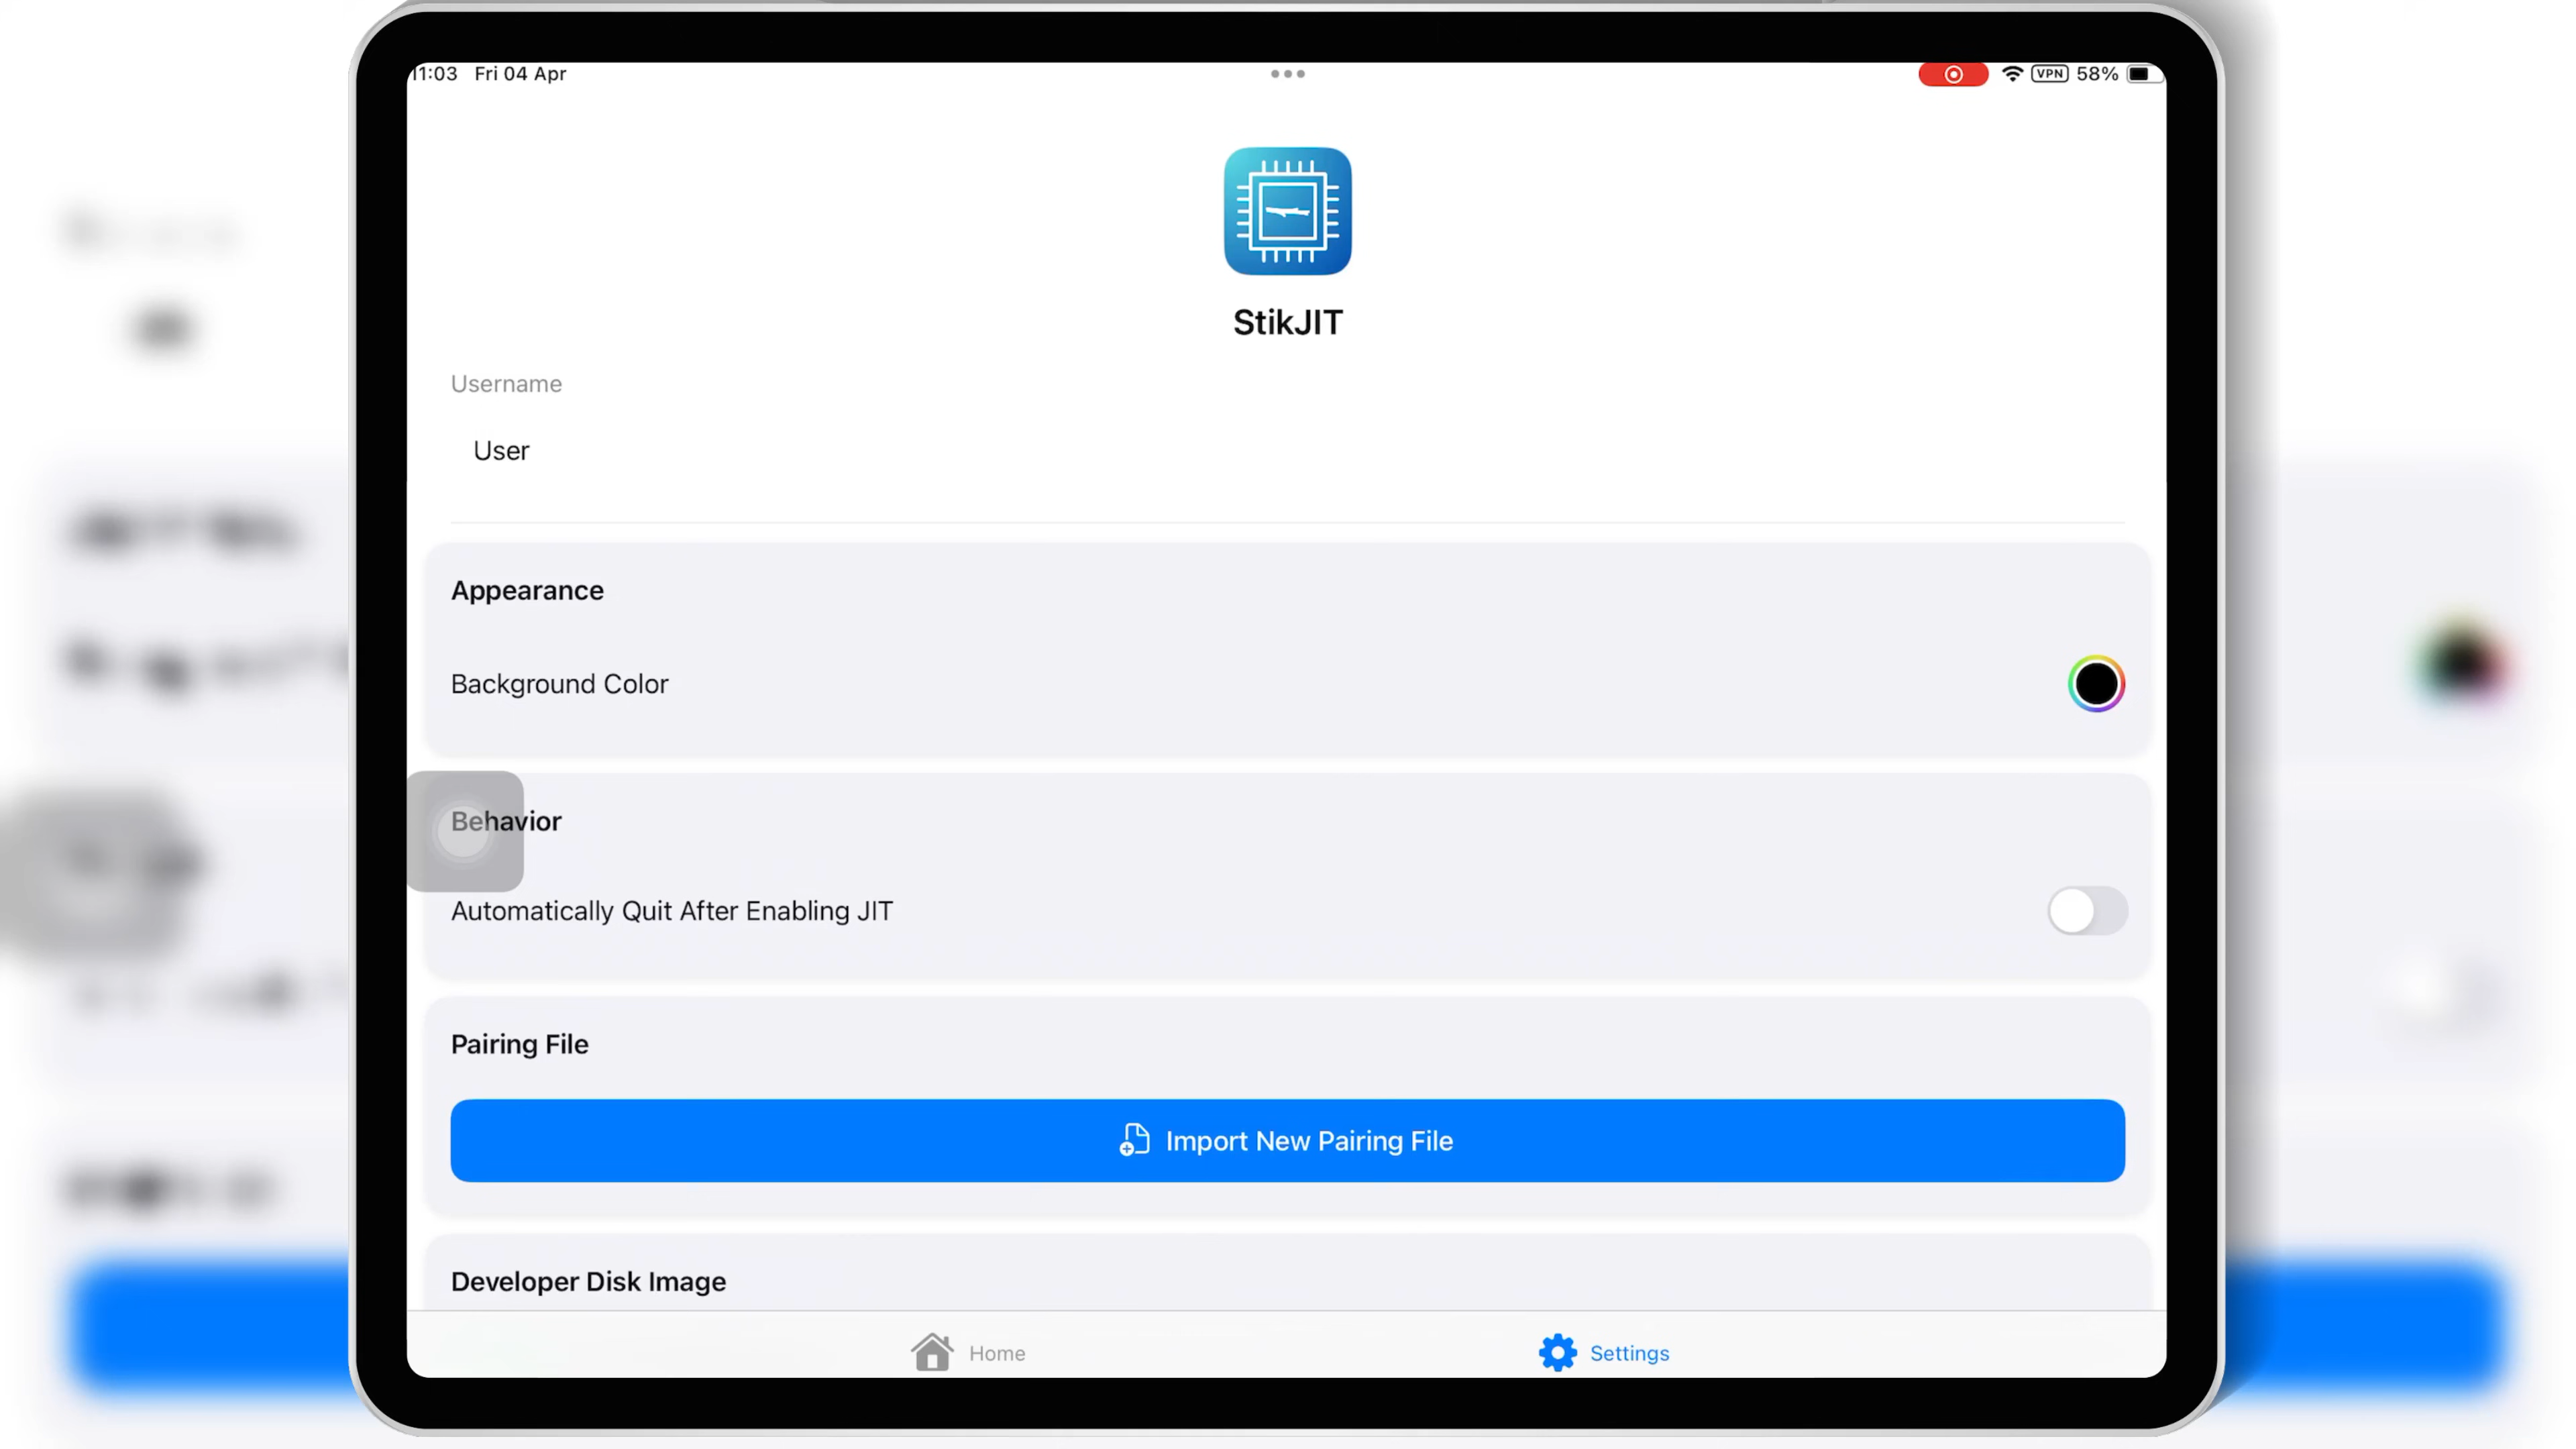 11:03 Fri 04 Apr
VPN 58%
StikJIT
Username
User
Appearance
Background Color
Behavior
Automatically Quit After Enabling JIT
Pairing File
Import New Pairing File
Developer Disk Image
Home Settings